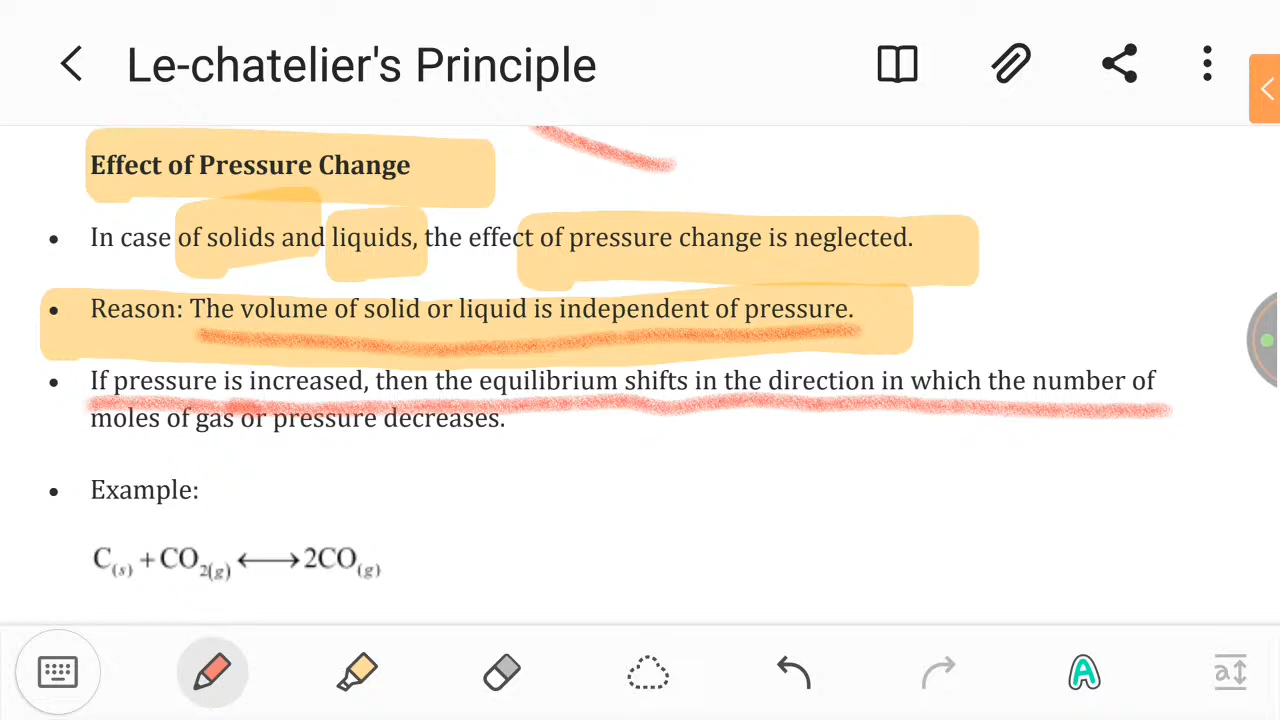 Le-chatelier's Principle
Effect of Pressure Change
• In case of solids and liquids, the effect of pressure change is neglected.
• Reason: The volume of solid or liquid is independent of pressure.
• If pressure is increased, then the equilibrium shifts in the direction in which the number of
moles of gas or pressure decreases.
• Example:
C(s) + CO2(g) ⟷ 2CO(g)
A
a